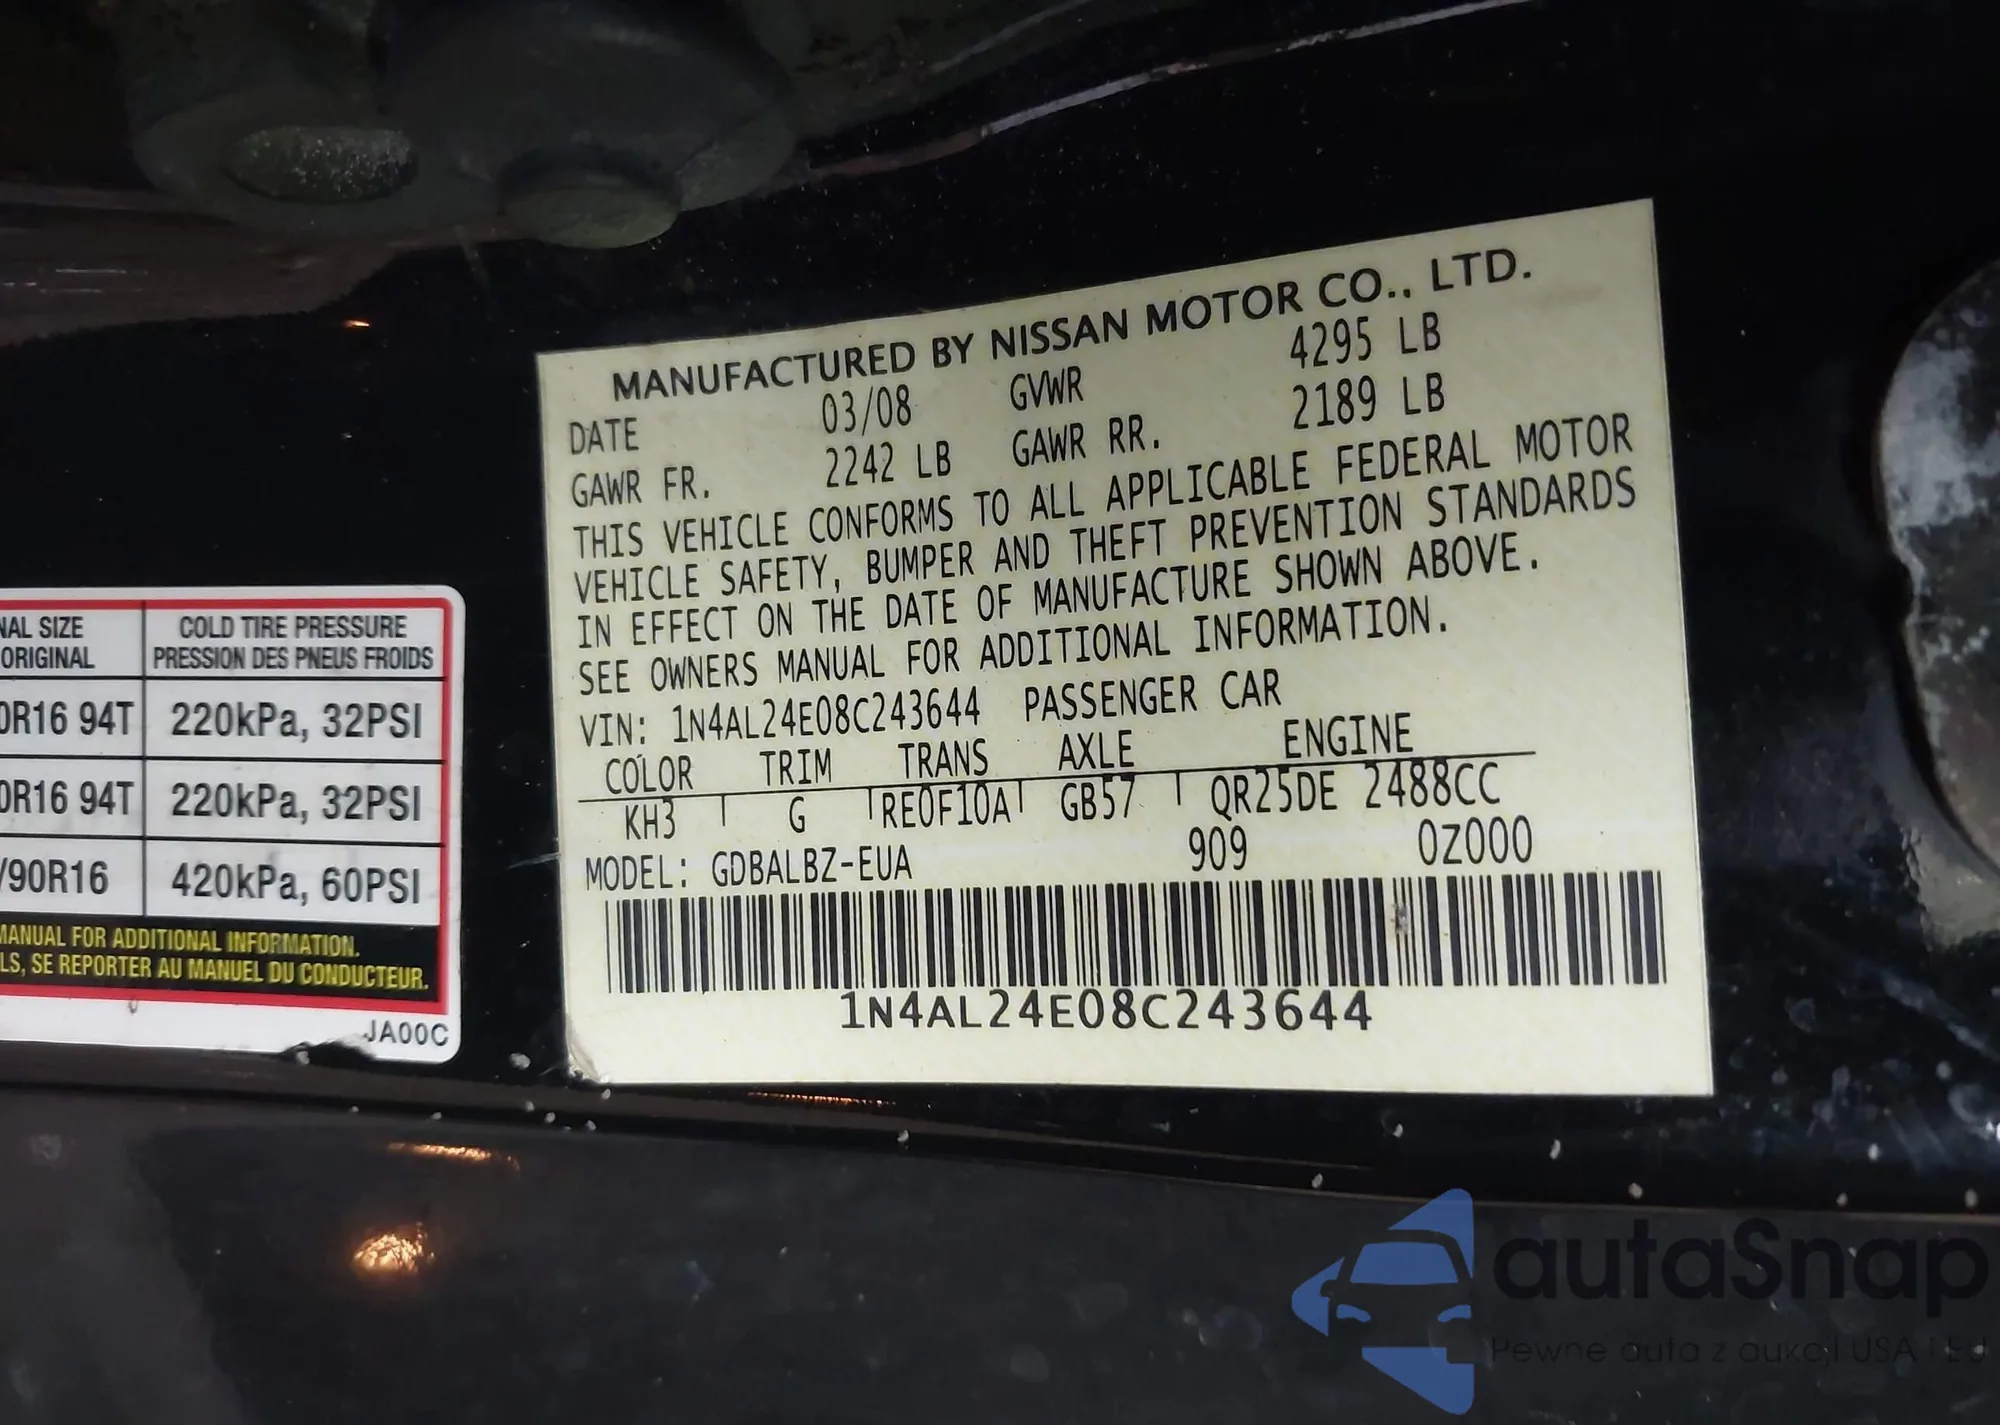 MANUFACTURED BY NISSAN MOTOR CO., LTD.
DATE 03/08 GVWR 4295 LB
GAWR FR. 2242 LB GAWR RR. 2189 LB
THIS VEHICLE CONFORMS TO ALL APPLICABLE FEDERAL MOTOR
VEHICLE SAFETY, BUMPER AND THEFT PREVENTION STANDARDS
IN EFFECT ON THE DATE OF MANUFACTURE SHOWN ABOVE.
SEE OWNERS MANUAL FOR ADDITIONAL INFORMATION.
VIN: 1N4AL24E08C243644 PASSENGER CAR
COLOR TRIM TRANS AXLE ENGINE
KH3 G RE0F10A GB57 QR25DE 2488CC
MODEL: GDBALBZ-EUA 909 0Z000
1N4AL24E08C243644
NAL SIZE COLD TIRE PRESSURE
ORIGINAL PRESSION DES PNEUS FROIDS
0R16 94T 220kPa, 32PSI
0R16 94T 220kPa, 32PSI
/90R16 420kPa, 60PSI
MANUAL FOR ADDITIONAL INFORMATION.
LS, SE REPORTER AU MANUEL DU CONDUCTEUR.
JA00C
autaSnap
Pewne auta z aukcji USA i EU